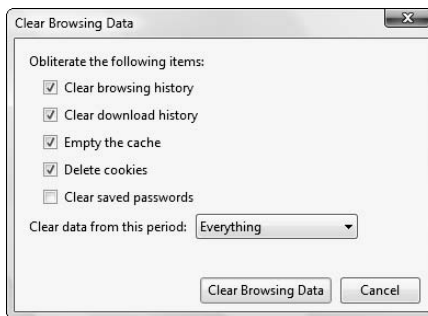 Clear Browsing Data
Obliterate the following items:
Clear browsing history
Clear download history
Empty the cache
Delete cookies
Clear saved passwords
Clear data from this period: Everything
Clear Browsing Data Cancel